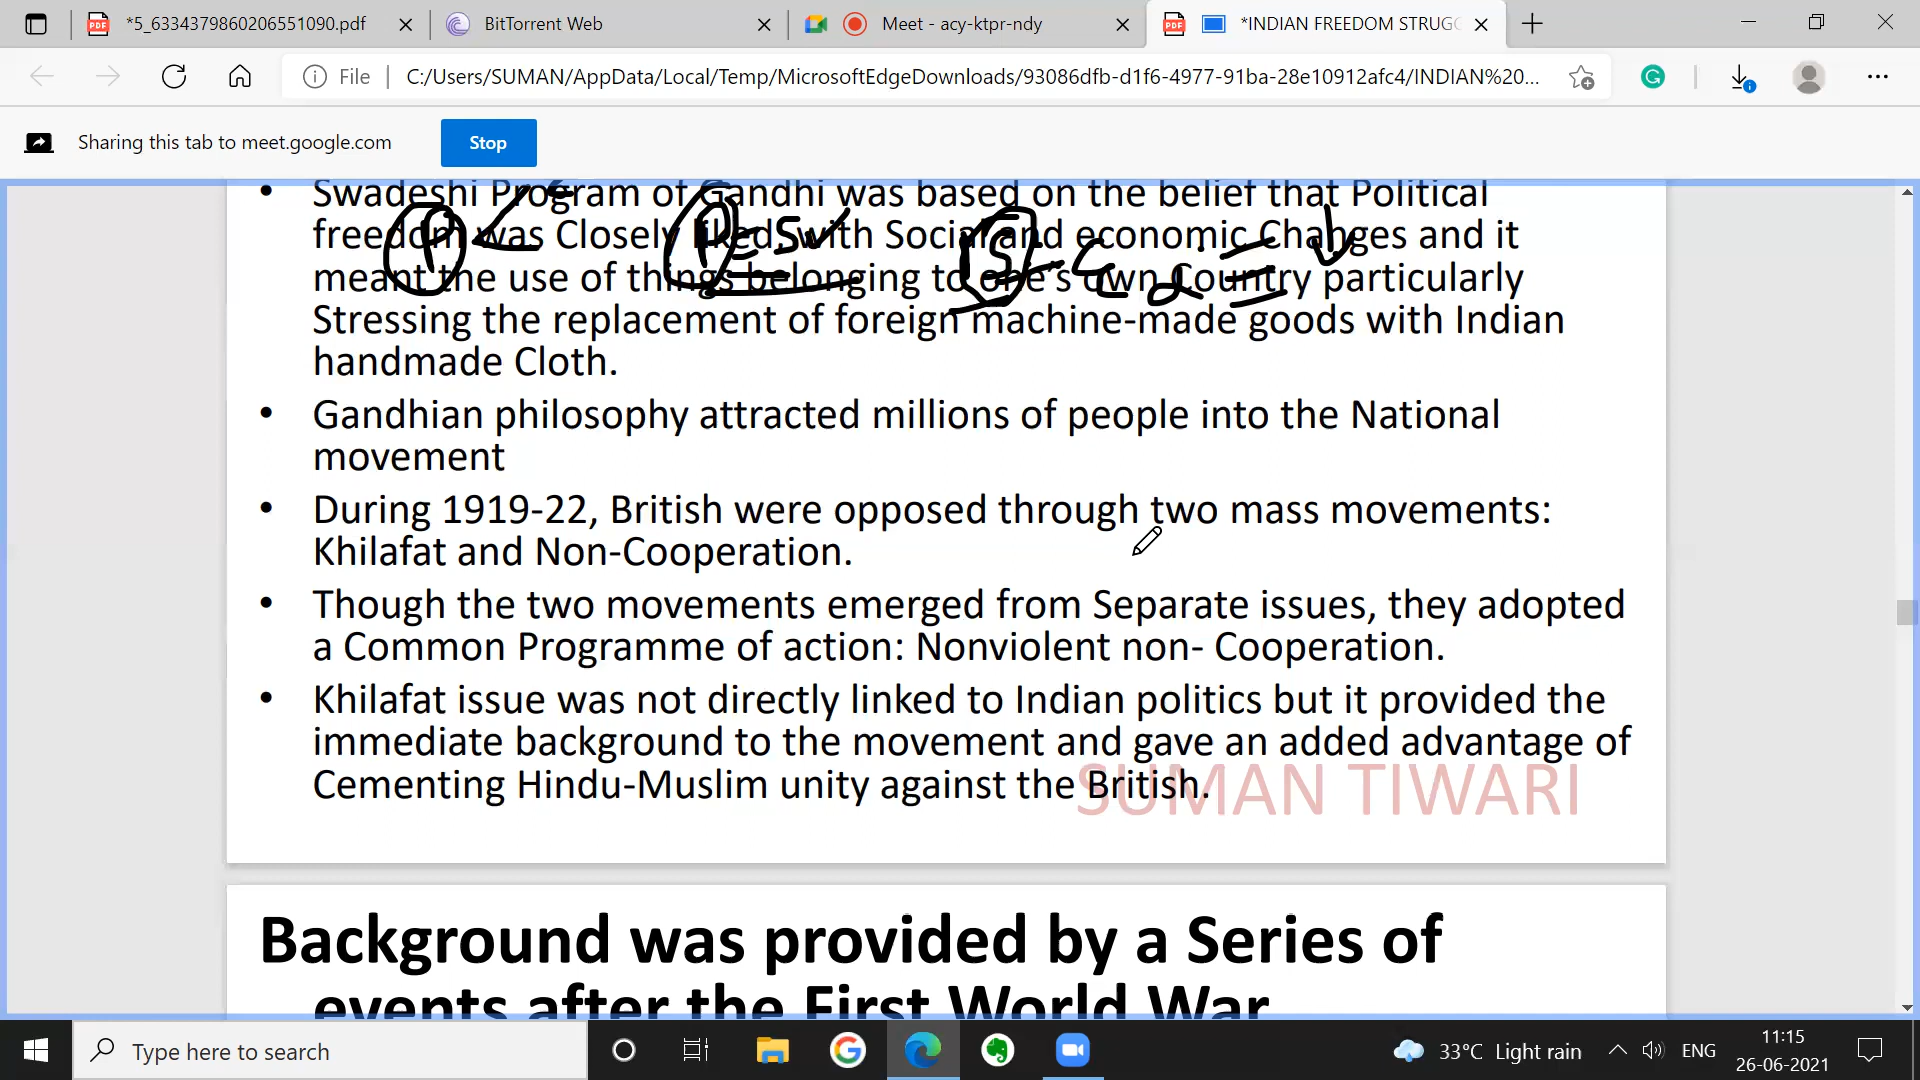 *5_6334379860206551090.pdf
BitTorrent Web
Meet - acy-ktpr-ndy
*INDIAN FREEDOM STRUGG
File
C:/Users/SUMAN/AppData/Local/Temp/MicrosoftEdgeDownloads/93086dfb-d1f6-4977-91ba-28e10912afc4/INDIAN%20...
Sharing this tab to meet.google.com
Stop
• Swadeshi Program of Gandhi was based on the belief that Political
freedom was Closely liked, with Social and economic Changes and it
meant the use of things belonging to one's own Country particularly
Stressing the replacement of foreign machine-made goods with Indian
handmade Cloth.
• Gandhian philosophy attracted millions of people into the National
movement
• During 1919-22, British were opposed through two mass movements:
Khilafat and Non-Cooperation.
• Though the two movements emerged from Separate issues, they adopted
a Common Programme of action: Nonviolent non- Cooperation.
• Khilafat issue was not directly linked to Indian politics but it provided the
immediate background to the movement and gave an added advantage of
Cementing Hindu-Muslim unity against the British.
SUMAN TIWARI
Background was provided by a Series of
events after the First World War
Type here to search
33°C Light rain
ENG
11:15
26-06-2021